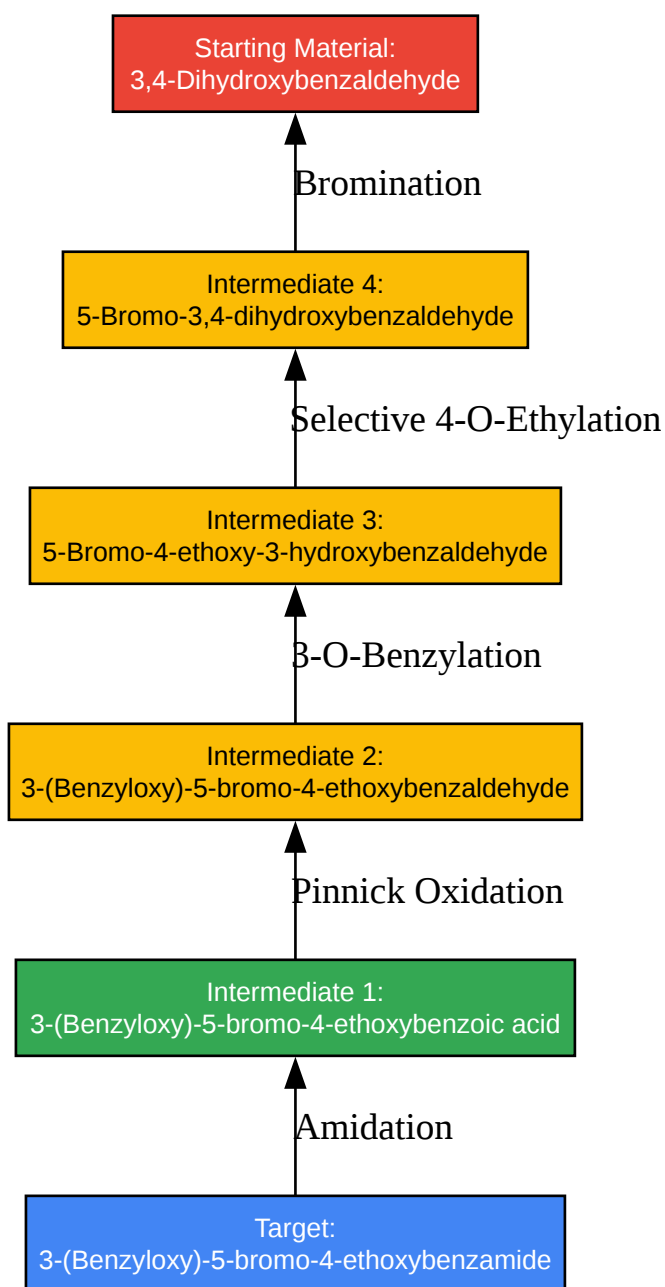 Starting Material:
3,4-Dihydroxybenzaldehyde
Bromination
Intermediate 4:
5-Bromo-3,4-dihydroxybenzaldehyde
Selective 4-O-Ethylation
Intermediate 3:
5-Bromo-4-ethoxy-3-hydroxybenzaldehyde
3-O-Benzylation
Intermediate 2:
3-(Benzyloxy)-5-bromo-4-ethoxybenzaldehyde
Pinnick Oxidation
Intermediate 1:
3-(Benzyloxy)-5-bromo-4-ethoxybenzoic acid
Amidation
Target:
3-(Benzyloxy)-5-bromo-4-ethoxybenzamide